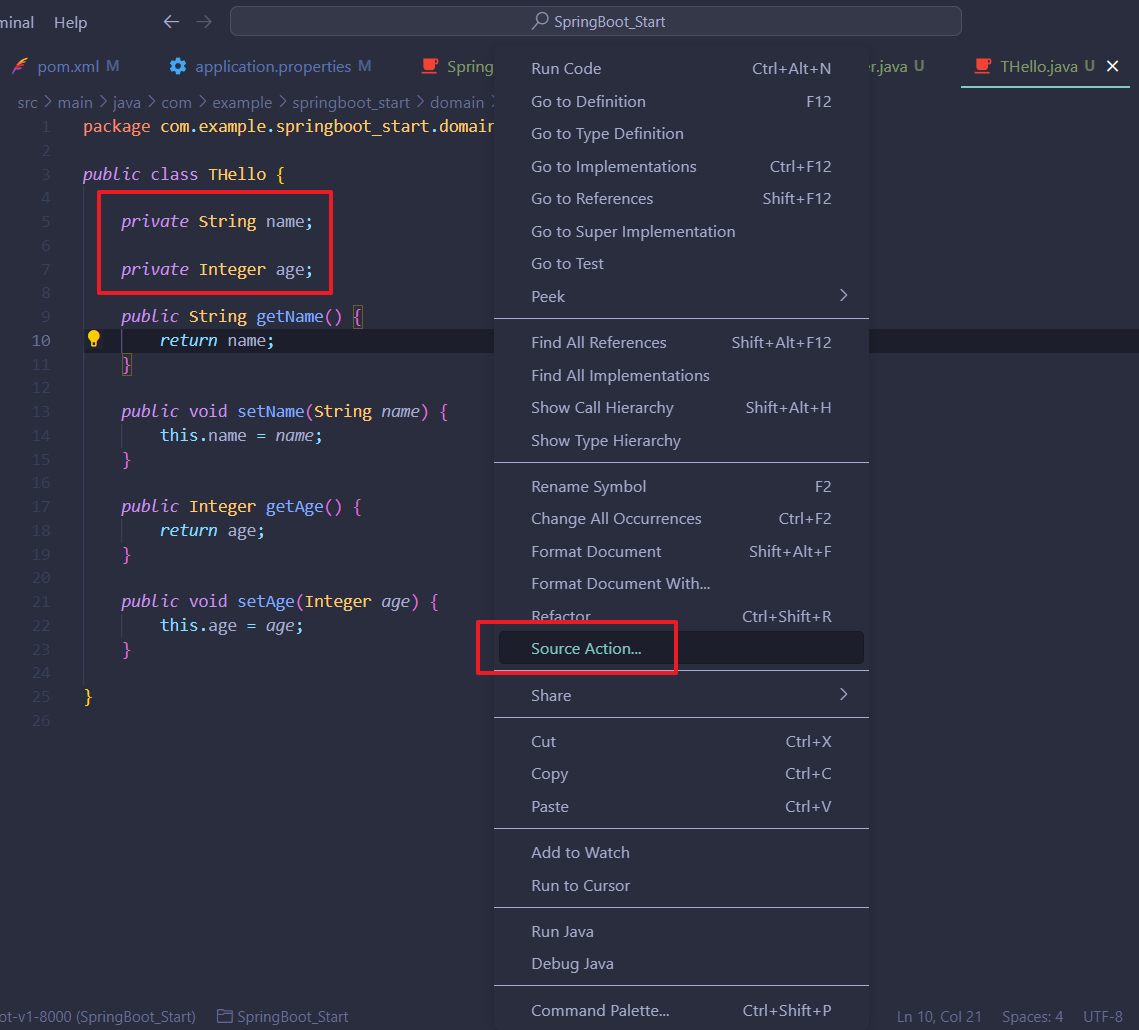 minal Help
SpringBoot_Start
pom.xml M
application.properties M
Spring
r.java U
THello.java U
src > main > java > com > example > springboot_start > domain >
1 package com.example.springboot_start.domain
2
3 public class THello {
4
5 private String name;
6
7 private Integer age;
8
9 public String getName() {
10 return name;
11 }
12
13 public void setName(String name) {
14 this.name = name;
15 }
16
17 public Integer getAge() {
18 return age;
19 }
20
21 public void setAge(Integer age) {
22 this.age = age;
23 }
24
25 }
26
Run Code Ctrl+Alt+N
Go to Definition F12
Go to Type Definition
Go to Implementations Ctrl+F12
Go to References Shift+F12
Go to Super Implementation
Go to Test
Peek >
Find All References Shift+Alt+F12
Find All Implementations
Show Call Hierarchy Shift+Alt+H
Show Type Hierarchy
Rename Symbol F2
Change All Occurrences Ctrl+F2
Format Document Shift+Alt+F
Format Document With...
Refactor Ctrl+Shift+R
Source Action...
Share >
Cut Ctrl+X
Copy Ctrl+C
Paste Ctrl+V
Add to Watch
Run to Cursor
Run Java
Debug Java
Command Palette... Ctrl+Shift+P
ot-v1-8000 (SpringBoot_Start) SpringBoot_Start
Ln 10, Col 21 Spaces: 4 UTF-8